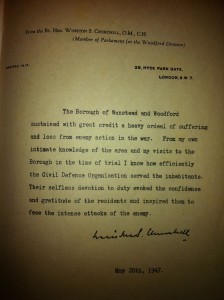 From the Rt. Hon. WINSTON S. CHURCHILL, O.M., C.H.
(Member of Parliament for the Woodford Division)
28, HYDE PARK GATE,
LONDON, S.W.7.
The Borough of Wanstead and Woodford
sustained with great credit a heavy ordeal of suffering
and loss from enemy action in the war. From my own
intimate knowledge of the area and my visits to the
Borough in the time of trial I know how efficiently
the Civil Defence Organisation served the inhabitants.
Their selfless devotion to duty evoked the confidence
and gratitude of the residents and inspired them to
face the intense attacks of the enemy.
Winston S. Churchill
May 20th, 1947.